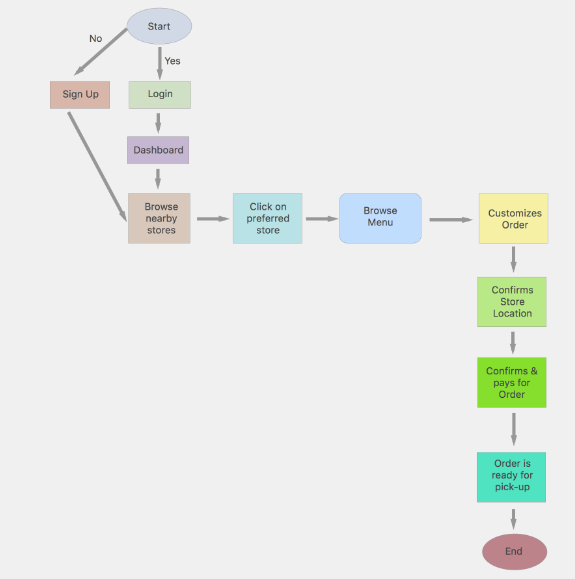 Start
No
Yes
Sign Up
Login
Dashboard
Browse
nearby
stores
Click on
preferred
store
Browse
Menu
Customizes
Order
Confirms
Store
Location
Confirms &
pays for
Order
Order is
ready for
pick-up
End